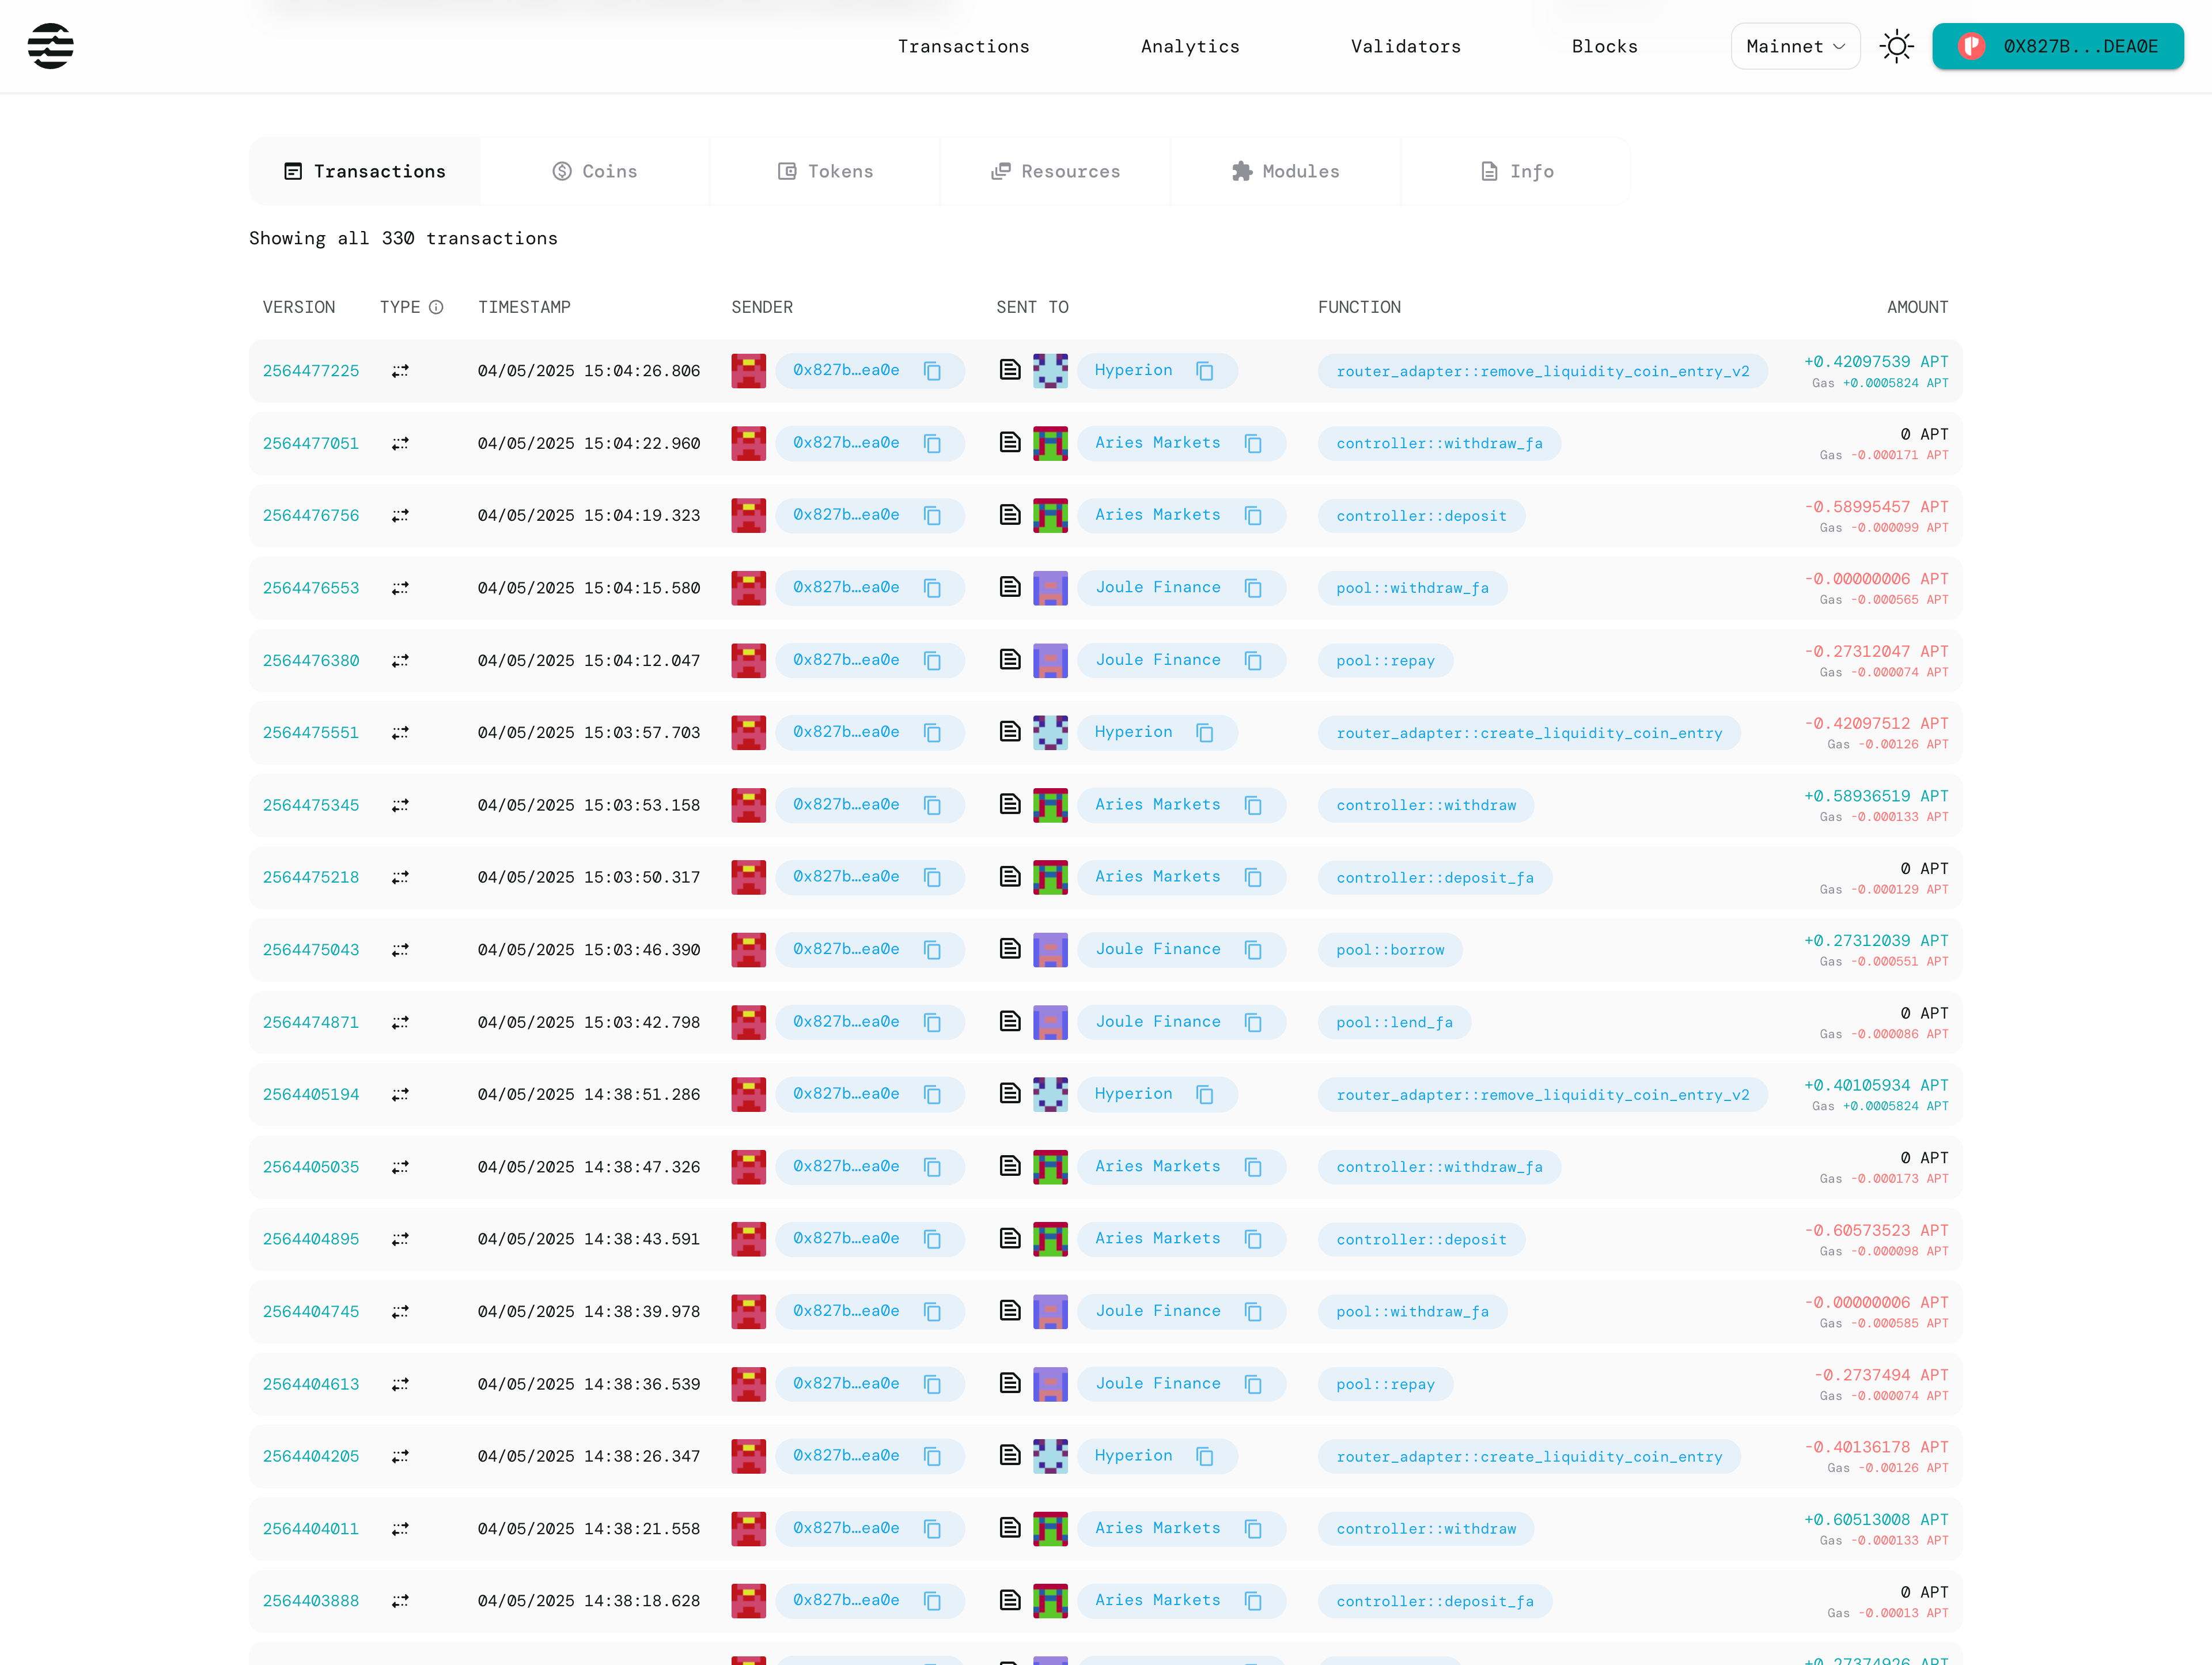 Transactions Analytics Validators Blocks Mainnet 0X827B...DEA0E
Transactions Coins Tokens Resources Modules Info
Showing all 330 transactions
VERSION TYPE TIMESTAMP SENDER SENT TO FUNCTION AMOUNT
2564477225 04/05/2025 15:04:26.806 0x827b…ea0e Hyperion router_adapter::remove_liquidity_coin_entry_v2 +0.42097539 APT
Gas +0.0005824 APT
2564477051 04/05/2025 15:04:22.960 0x827b…ea0e Aries Markets controller::withdraw_fa 0 APT
Gas -0.000171 APT
2564476756 04/05/2025 15:04:19.323 0x827b…ea0e Aries Markets controller::deposit -0.58995457 APT
Gas -0.000099 APT
2564476553 04/05/2025 15:04:15.580 0x827b…ea0e Joule Finance pool::withdraw_fa -0.00000006 APT
Gas -0.000565 APT
2564476380 04/05/2025 15:04:12.047 0x827b…ea0e Joule Finance pool::repay -0.27312047 APT
Gas -0.000074 APT
2564475551 04/05/2025 15:03:57.703 0x827b…ea0e Hyperion router_adapter::create_liquidity_coin_entry -0.42097512 APT
Gas -0.00126 APT
2564475345 04/05/2025 15:03:53.158 0x827b…ea0e Aries Markets controller::withdraw +0.58936519 APT
Gas -0.000133 APT
2564475218 04/05/2025 15:03:50.317 0x827b…ea0e Aries Markets controller::deposit_fa 0 APT
Gas -0.000129 APT
2564475043 04/05/2025 15:03:46.390 0x827b…ea0e Joule Finance pool::borrow +0.27312039 APT
Gas -0.000551 APT
2564474871 04/05/2025 15:03:42.798 0x827b…ea0e Joule Finance pool::lend_fa 0 APT
Gas -0.000086 APT
2564405194 04/05/2025 14:38:51.286 0x827b…ea0e Hyperion router_adapter::remove_liquidity_coin_entry_v2 +0.40105934 APT
Gas +0.0005824 APT
2564405035 04/05/2025 14:38:47.326 0x827b…ea0e Aries Markets controller::withdraw_fa 0 APT
Gas -0.000173 APT
2564404895 04/05/2025 14:38:43.591 0x827b…ea0e Aries Markets controller::deposit -0.60573523 APT
Gas -0.000098 APT
2564404745 04/05/2025 14:38:39.978 0x827b…ea0e Joule Finance pool::withdraw_fa -0.00000006 APT
Gas -0.000585 APT
2564404613 04/05/2025 14:38:36.539 0x827b…ea0e Joule Finance pool::repay -0.2737494 APT
Gas -0.000074 APT
2564404205 04/05/2025 14:38:26.347 0x827b…ea0e Hyperion router_adapter::create_liquidity_coin_entry -0.40136178 APT
Gas -0.00126 APT
2564404011 04/05/2025 14:38:21.558 0x827b…ea0e Aries Markets controller::withdraw +0.60513008 APT
Gas -0.000133 APT
2564403888 04/05/2025 14:38:18.628 0x827b…ea0e Aries Markets controller::deposit_fa 0 APT
Gas -0.00013 APT
+0.27374926 APT